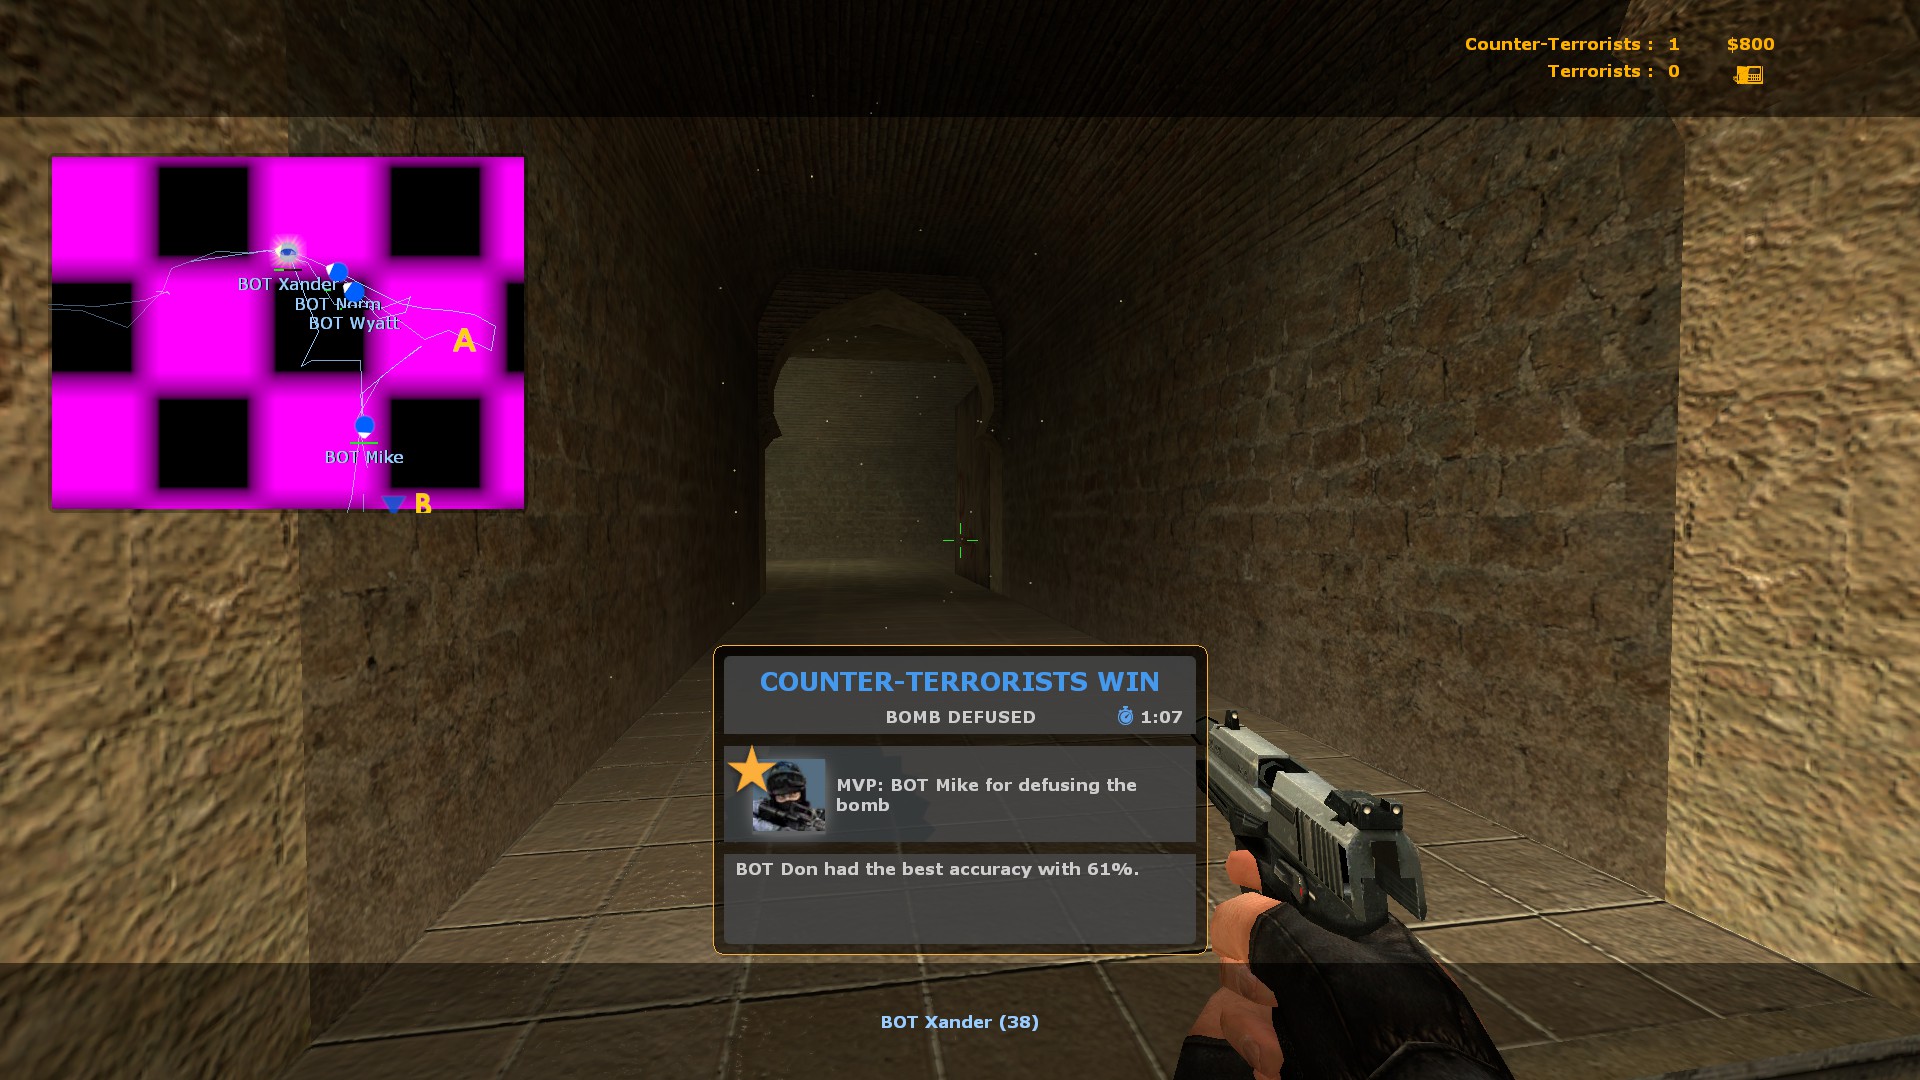 Counter-Terrorists : 1 $800
Terrorists : 0
BOT Xander
BOT Norm
BOT Wyatt
A
BOT Mike
B
COUNTER-TERRORISTS WIN
BOMB DEFUSED 1:07
MVP: BOT Mike for defusing the
bomb
BOT Don had the best accuracy with 61%.
BOT Xander (38)